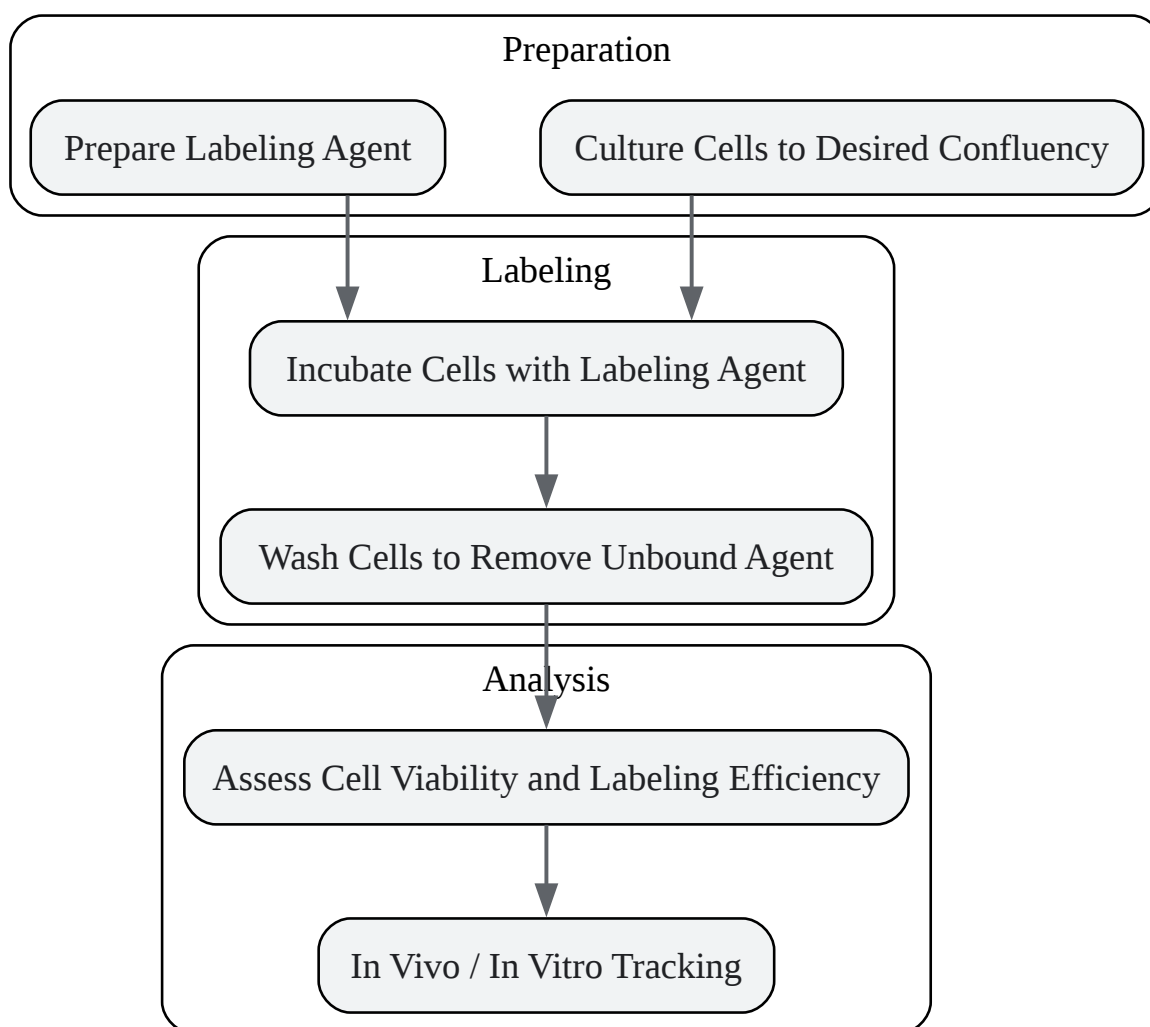 Preparation
Prepare Labeling Agent
Culture Cells to Desired Confluency
Labeling
Incubate Cells with Labeling Agent
Wash Cells to Remove Unbound Agent
Analysis
Assess Cell Viability and Labeling Efficiency
In Vivo / In Vitro Tracking